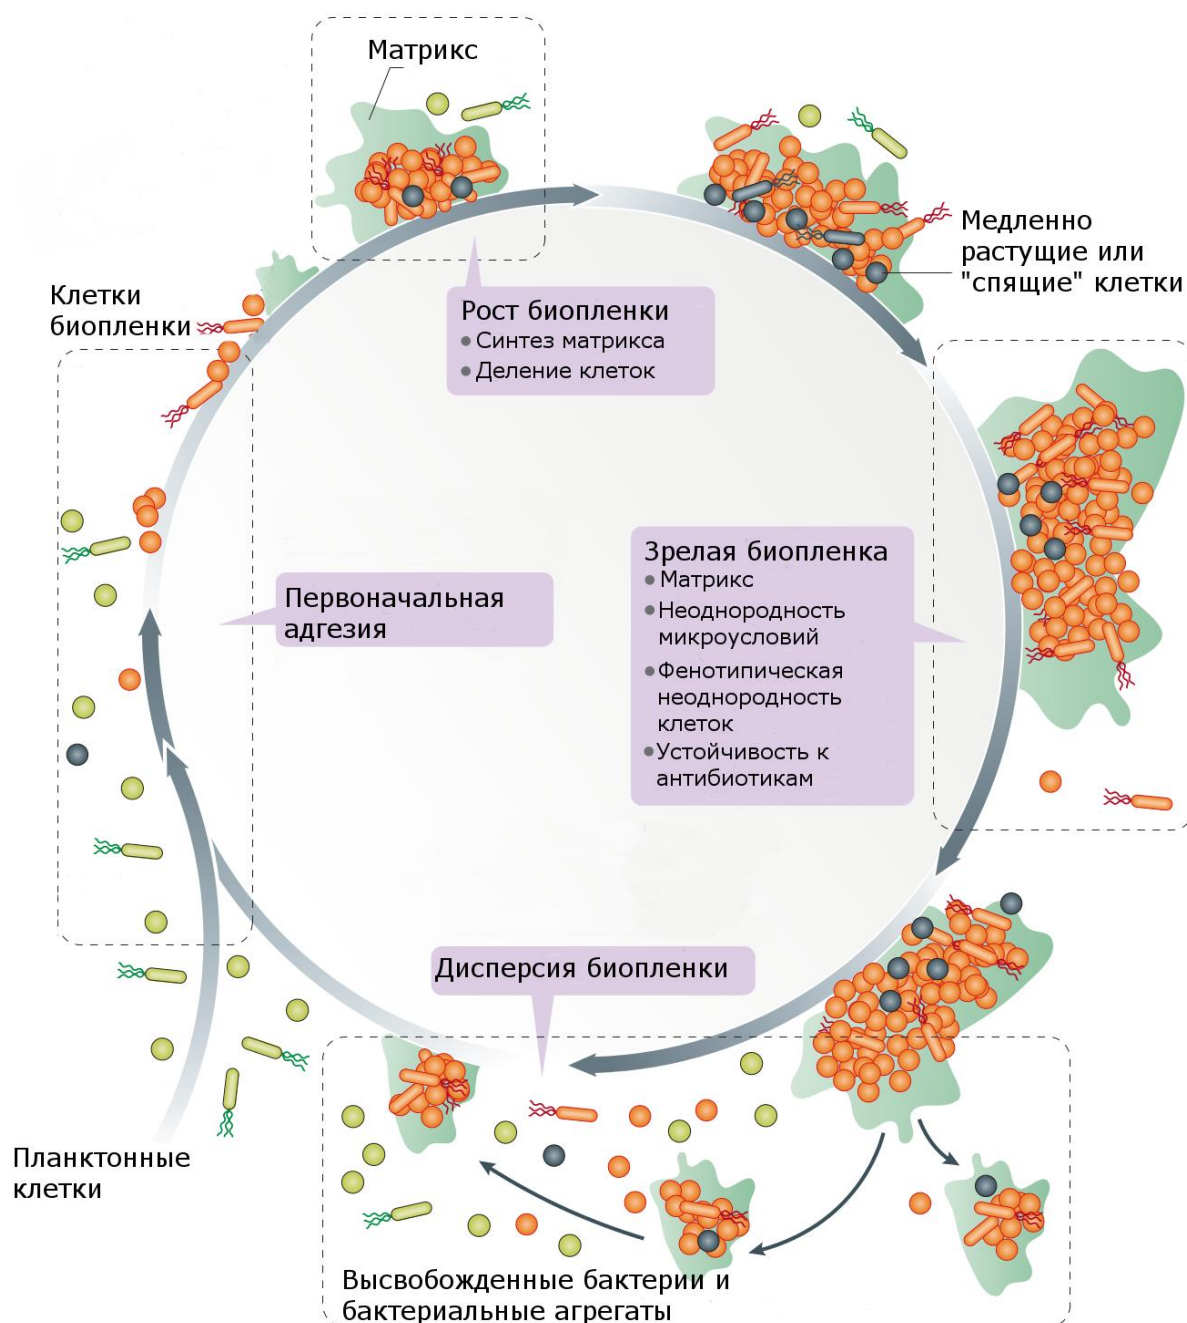 Матрикс
Медленно
растущие или
"спящие" клетки
Клетки
биопленки
Рост биопленки
Синтез матрикса
Деление клеток
Зрелая биопленка
Матрикс
Неоднородность
микроусловий
Фенотипическая
неоднородность
клеток
Устойчивость к
антибиотикам
Первоначальная
адгезия
Дисперсия биопленки
Планктонные
клетки
Высвобожденные бактерии и
бактериальные агрегаты